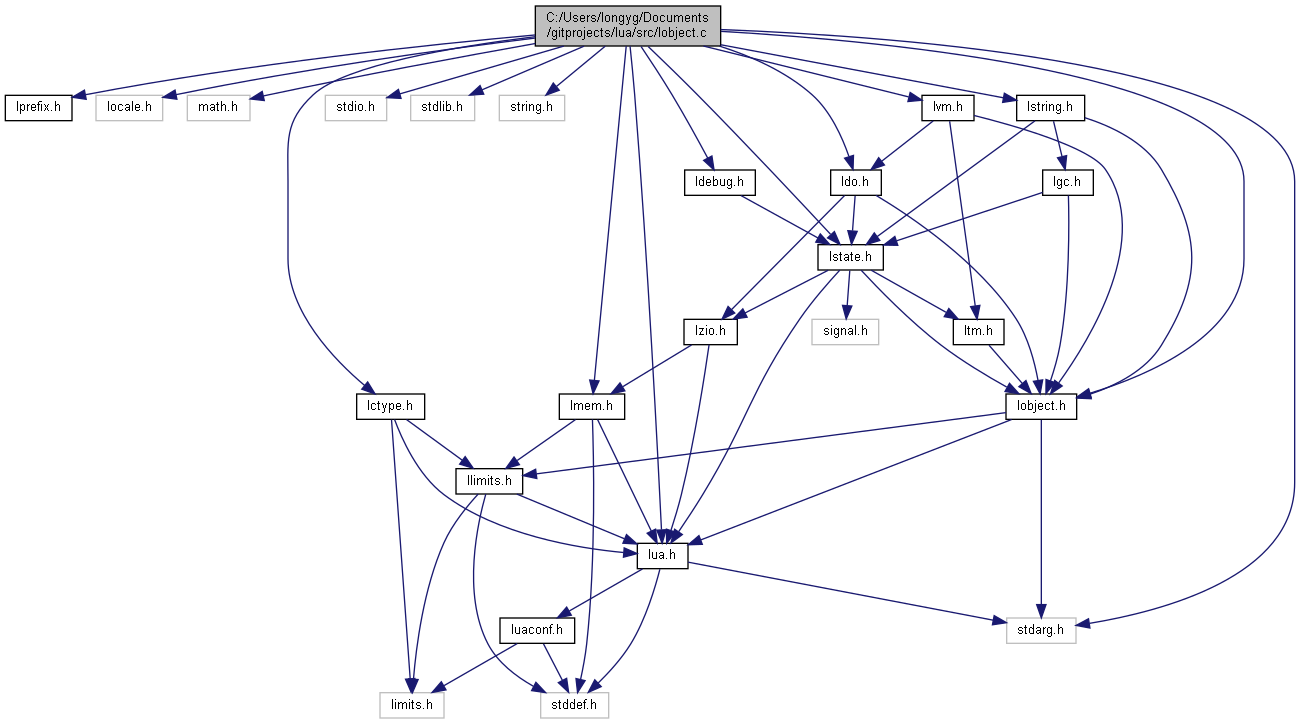 C:/Users/longyg/Documents
/gitprojects/lua/src/lobject.c
lprefix.h
locale.h
math.h
stdio.h
stdlib.h
string.h
lvm.h
lstring.h
ldebug.h
ldo.h
lgc.h
lstate.h
lzio.h
signal.h
ltm.h
lctype.h
lmem.h
lobject.h
llimits.h
lua.h
luaconf.h
stdarg.h
limits.h
stddef.h